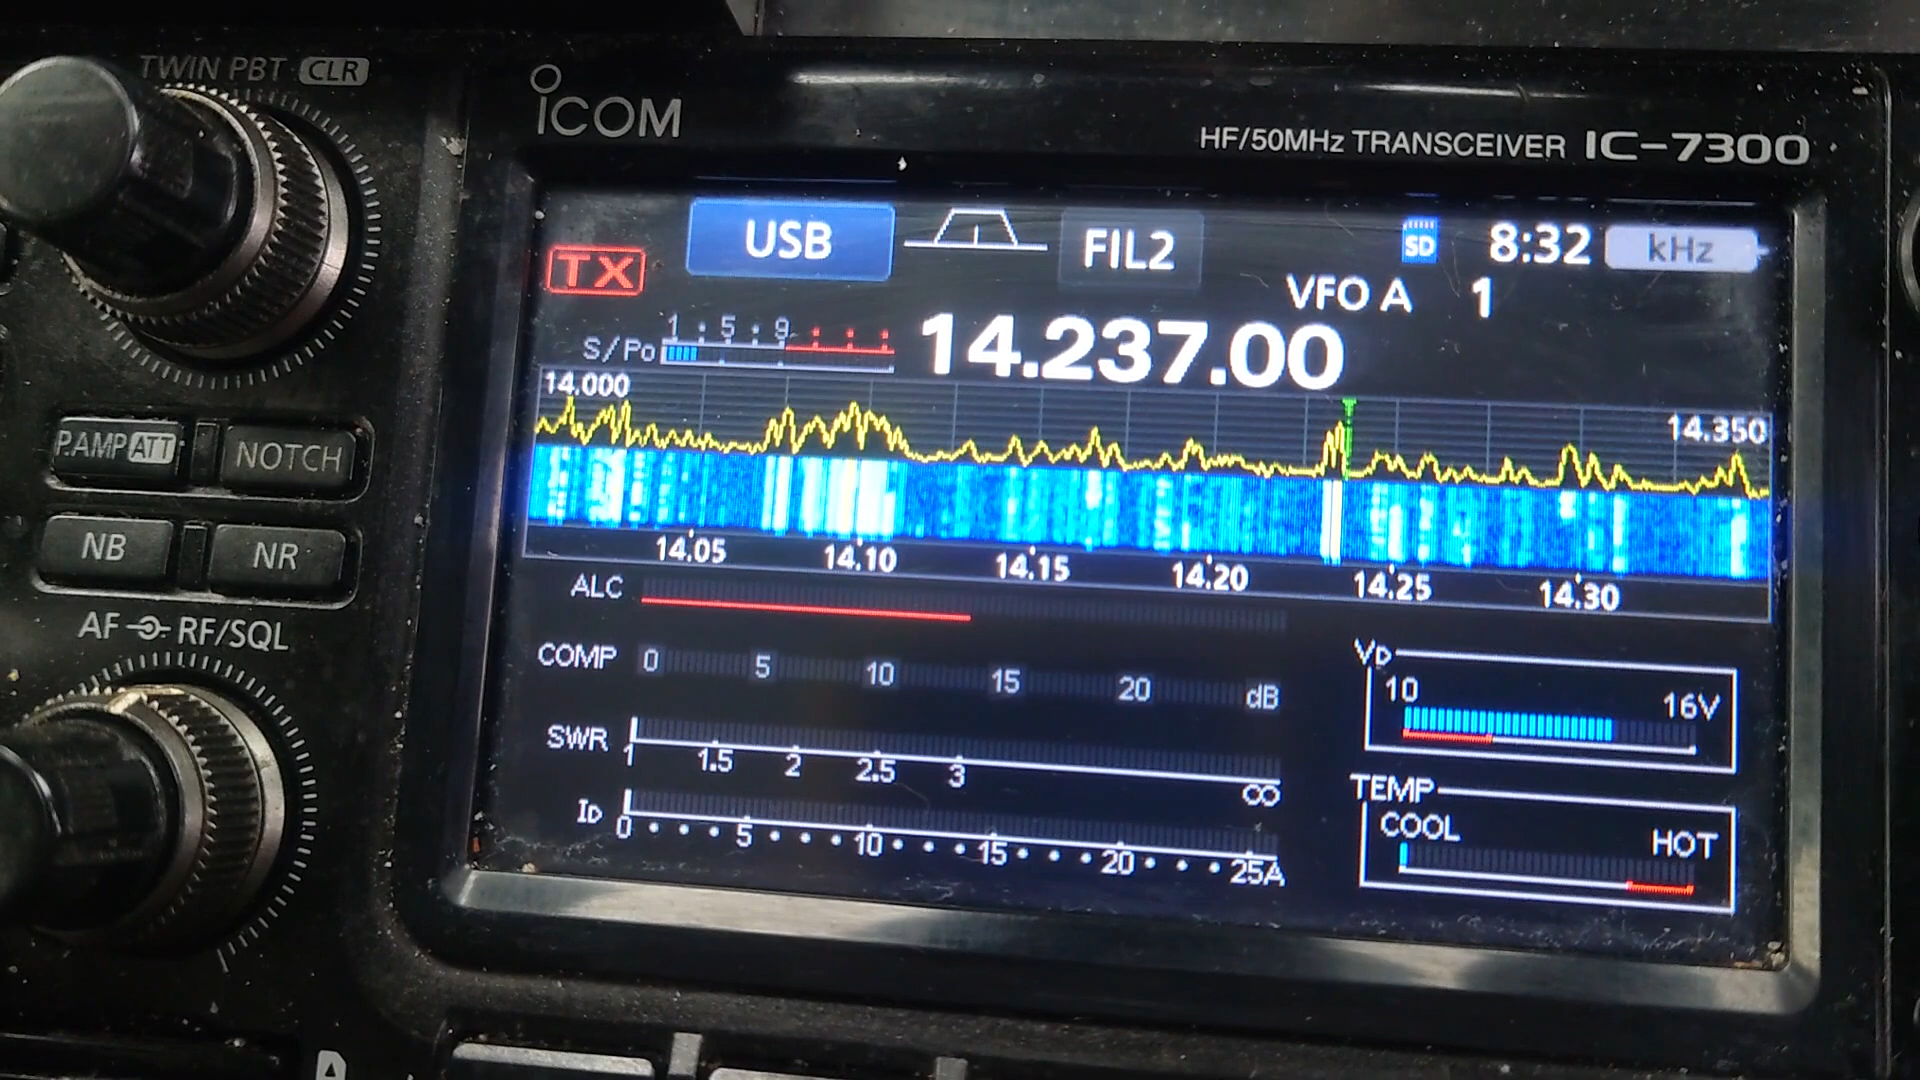 TWIN PBT CLR
ICOM
HF/50MHz TRANSCEIVER IC-7300
USB
FIL2
SD
8:32
kHz
TX
VFO A 1
1 5 9
S/Po
14.237.00
14.000
14.350
14.05 14.10 14.15 14.20 14.25 14.30
P.AMP ATT
NOTCH
NB
NR
AF RF/SQL
ALC
COMP 0 5 10 15 20 dB
SWR 1 1.5 2 2.5 3 ∞
ID 0 5 10 15 20 25A
VD
10 16V
TEMP
COOL HOT
A